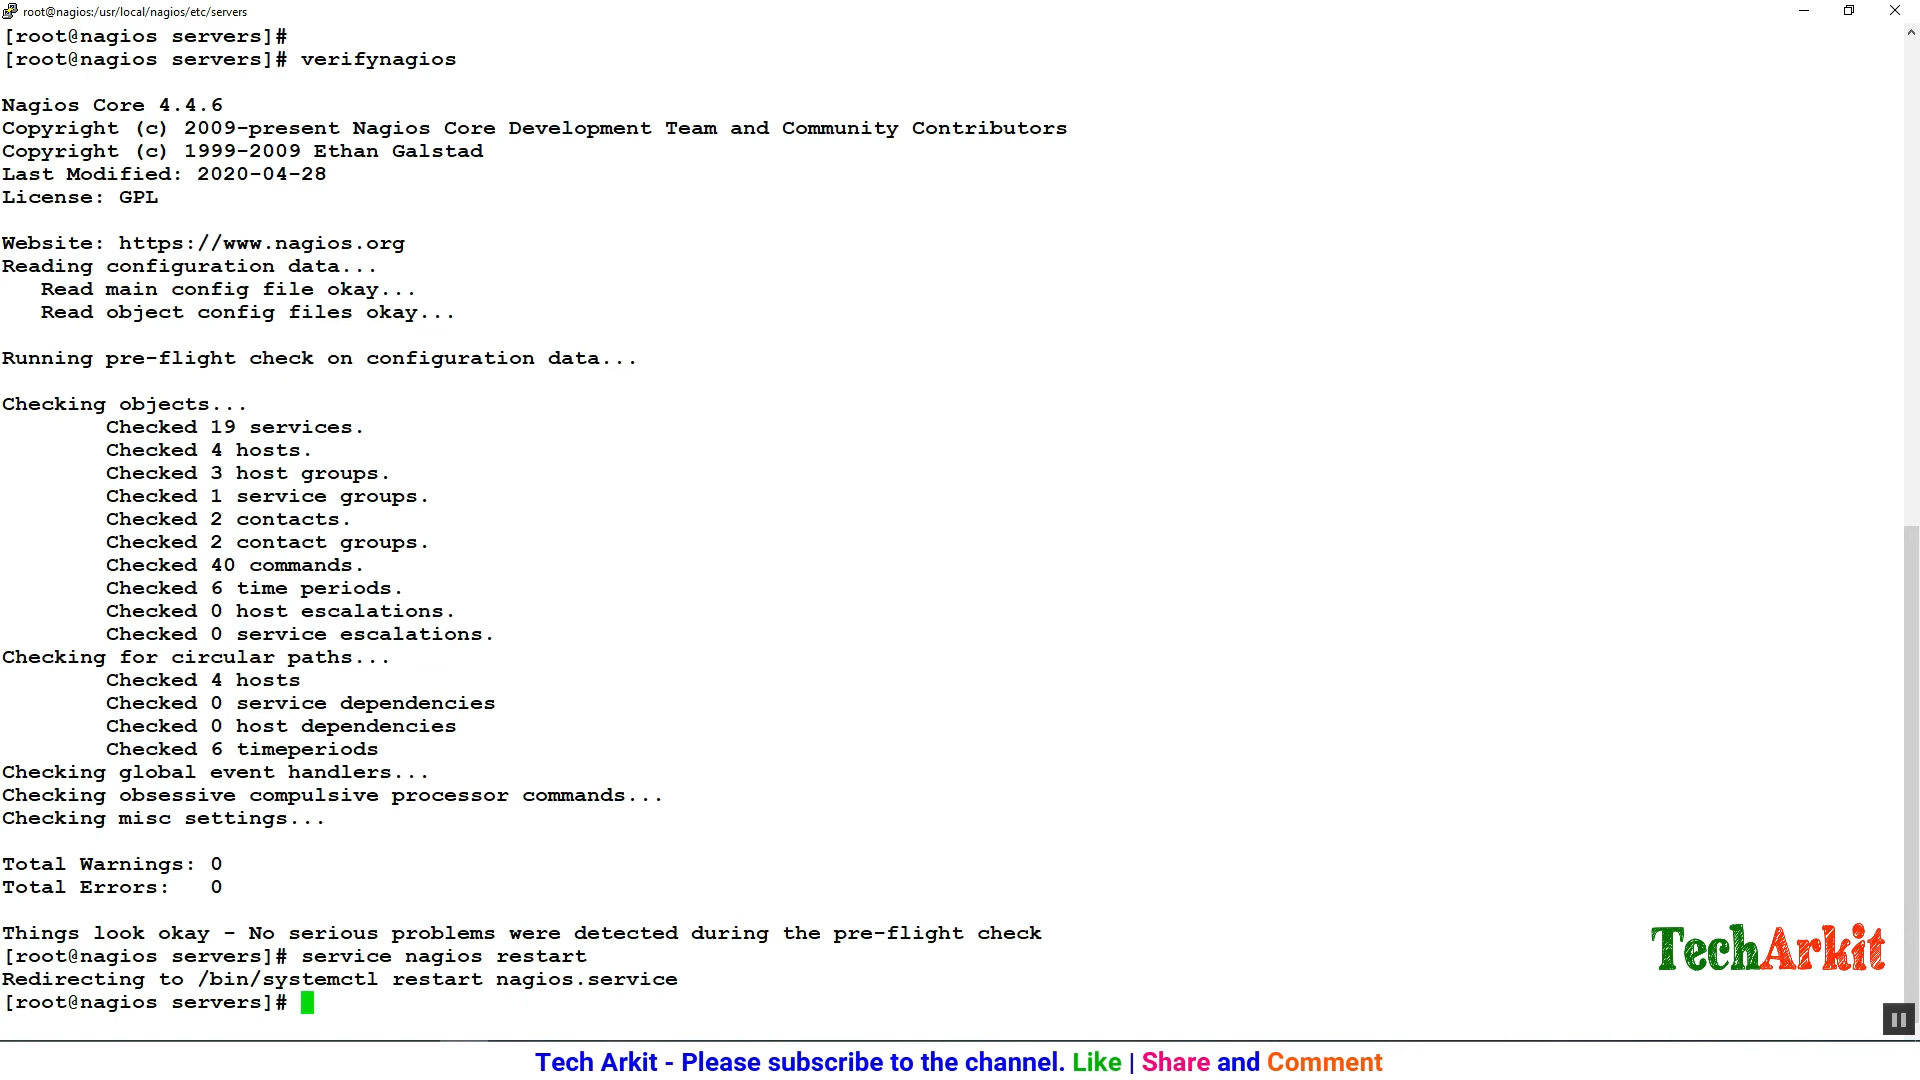 root@nagios:/usr/local/nagios/etc/servers
[root@nagios servers]#
[root@nagios servers]# verifynagios
Nagios Core 4.4.6
Copyright (c) 2009-present Nagios Core Development Team and Community Contributors
Copyright (c) 1999-2009 Ethan Galstad
Last Modified: 2020-04-28
License: GPL
Website: https://www.nagios.org
Reading configuration data...
Read main config file okay...
Read object config files okay...
Running pre-flight check on configuration data...
Checking objects...
Checked 19 services.
Checked 4 hosts.
Checked 3 host groups.
Checked 1 service groups.
Checked 2 contacts.
Checked 2 contact groups.
Checked 40 commands.
Checked 6 time periods.
Checked 0 host escalations.
Checked 0 service escalations.
Checking for circular paths...
Checked 4 hosts
Checked 0 service dependencies
Checked 0 host dependencies
Checked 6 timeperiods
Checking global event handlers...
Checking obsessive compulsive processor commands...
Checking misc settings...
Total Warnings: 0
Total Errors:   0
Things look okay - No serious problems were detected during the pre-flight check
[root@nagios servers]# service nagios restart
Redirecting to /bin/systemctl restart nagios.service
[root@nagios servers]#
TechArkit
Tech Arkit - Please subscribe to the channel. Like | Share and Comment